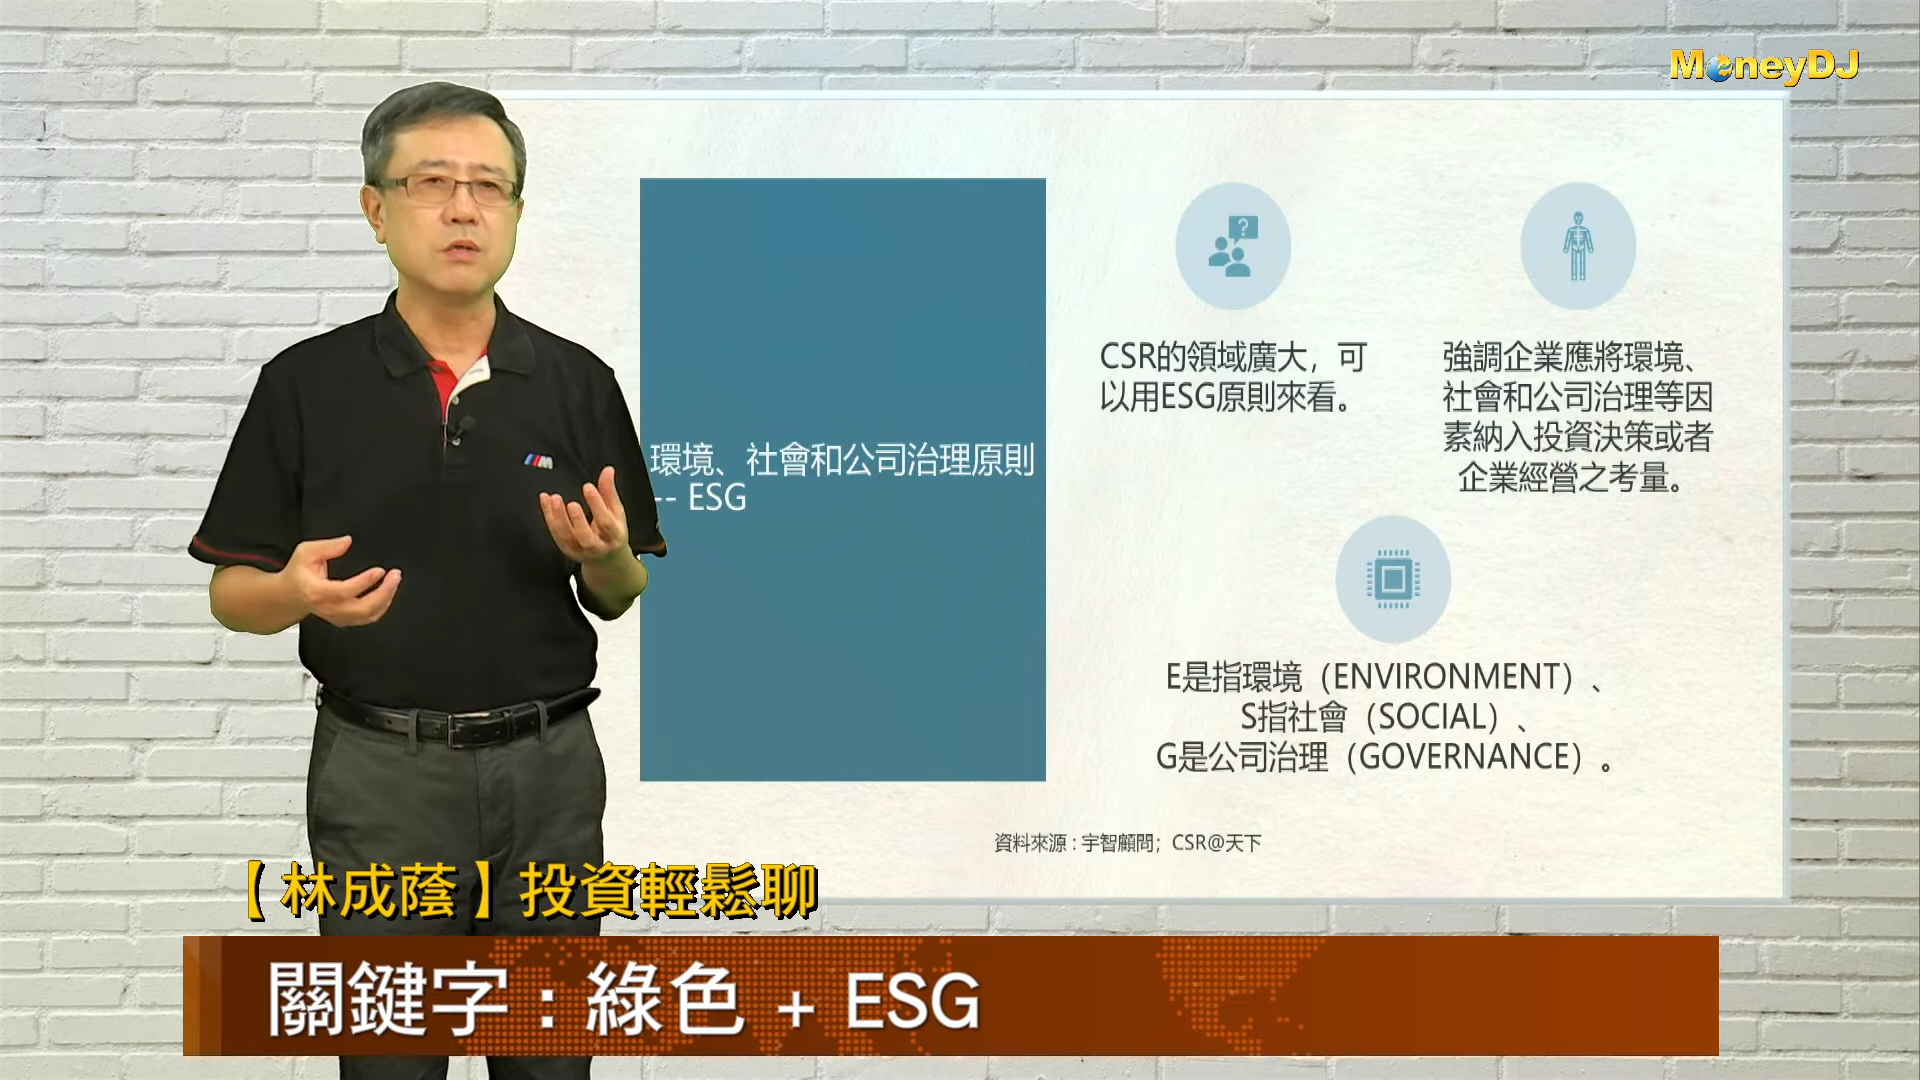 MoneyDJ
環境、社會和公司治理原則
-- ESG
CSR的領域廣大，可
以用ESG原則來看。
強調企業應將環境、
社會和公司治理等因
素納入投資決策或者
企業經營之考量。
E是指環境（ENVIRONMENT）、
S指社會（SOCIAL）、
G是公司治理（GOVERNANCE）。
資料來源 : 宇智顧問；CSR@天下
【林成蔭】投資輕鬆聊
關鍵字：綠色 + ESG